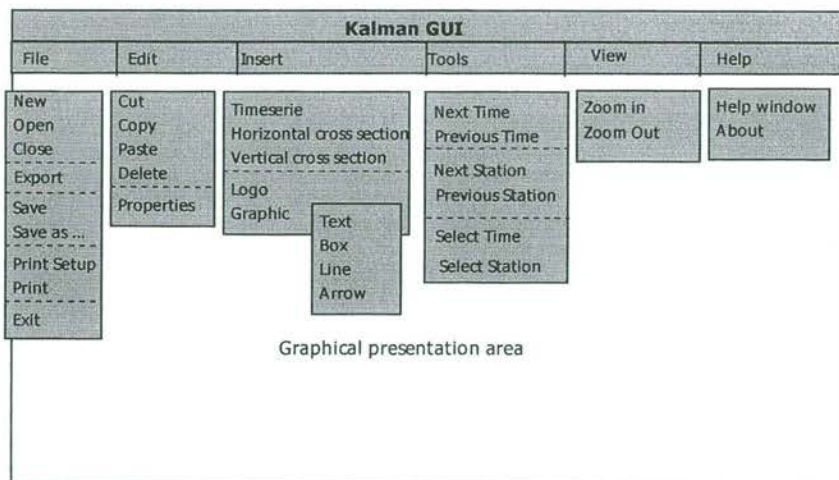 Kalman GUI
File Edit Insert Tools View Help
New
Open
Close
Export
Save
Save as ...
Print Setup
Print
Exit
Cut
Copy
Paste
Delete
Properties
Timeserie
Horizontal cross section
Vertical cross section
Logo
Graphic
Text
Box
Line
Arrow
Next Time
Previous Time
Next Station
Previous Station
Select Time
Select Station
Zoom in
Zoom Out
Help window
About
Graphical presentation area